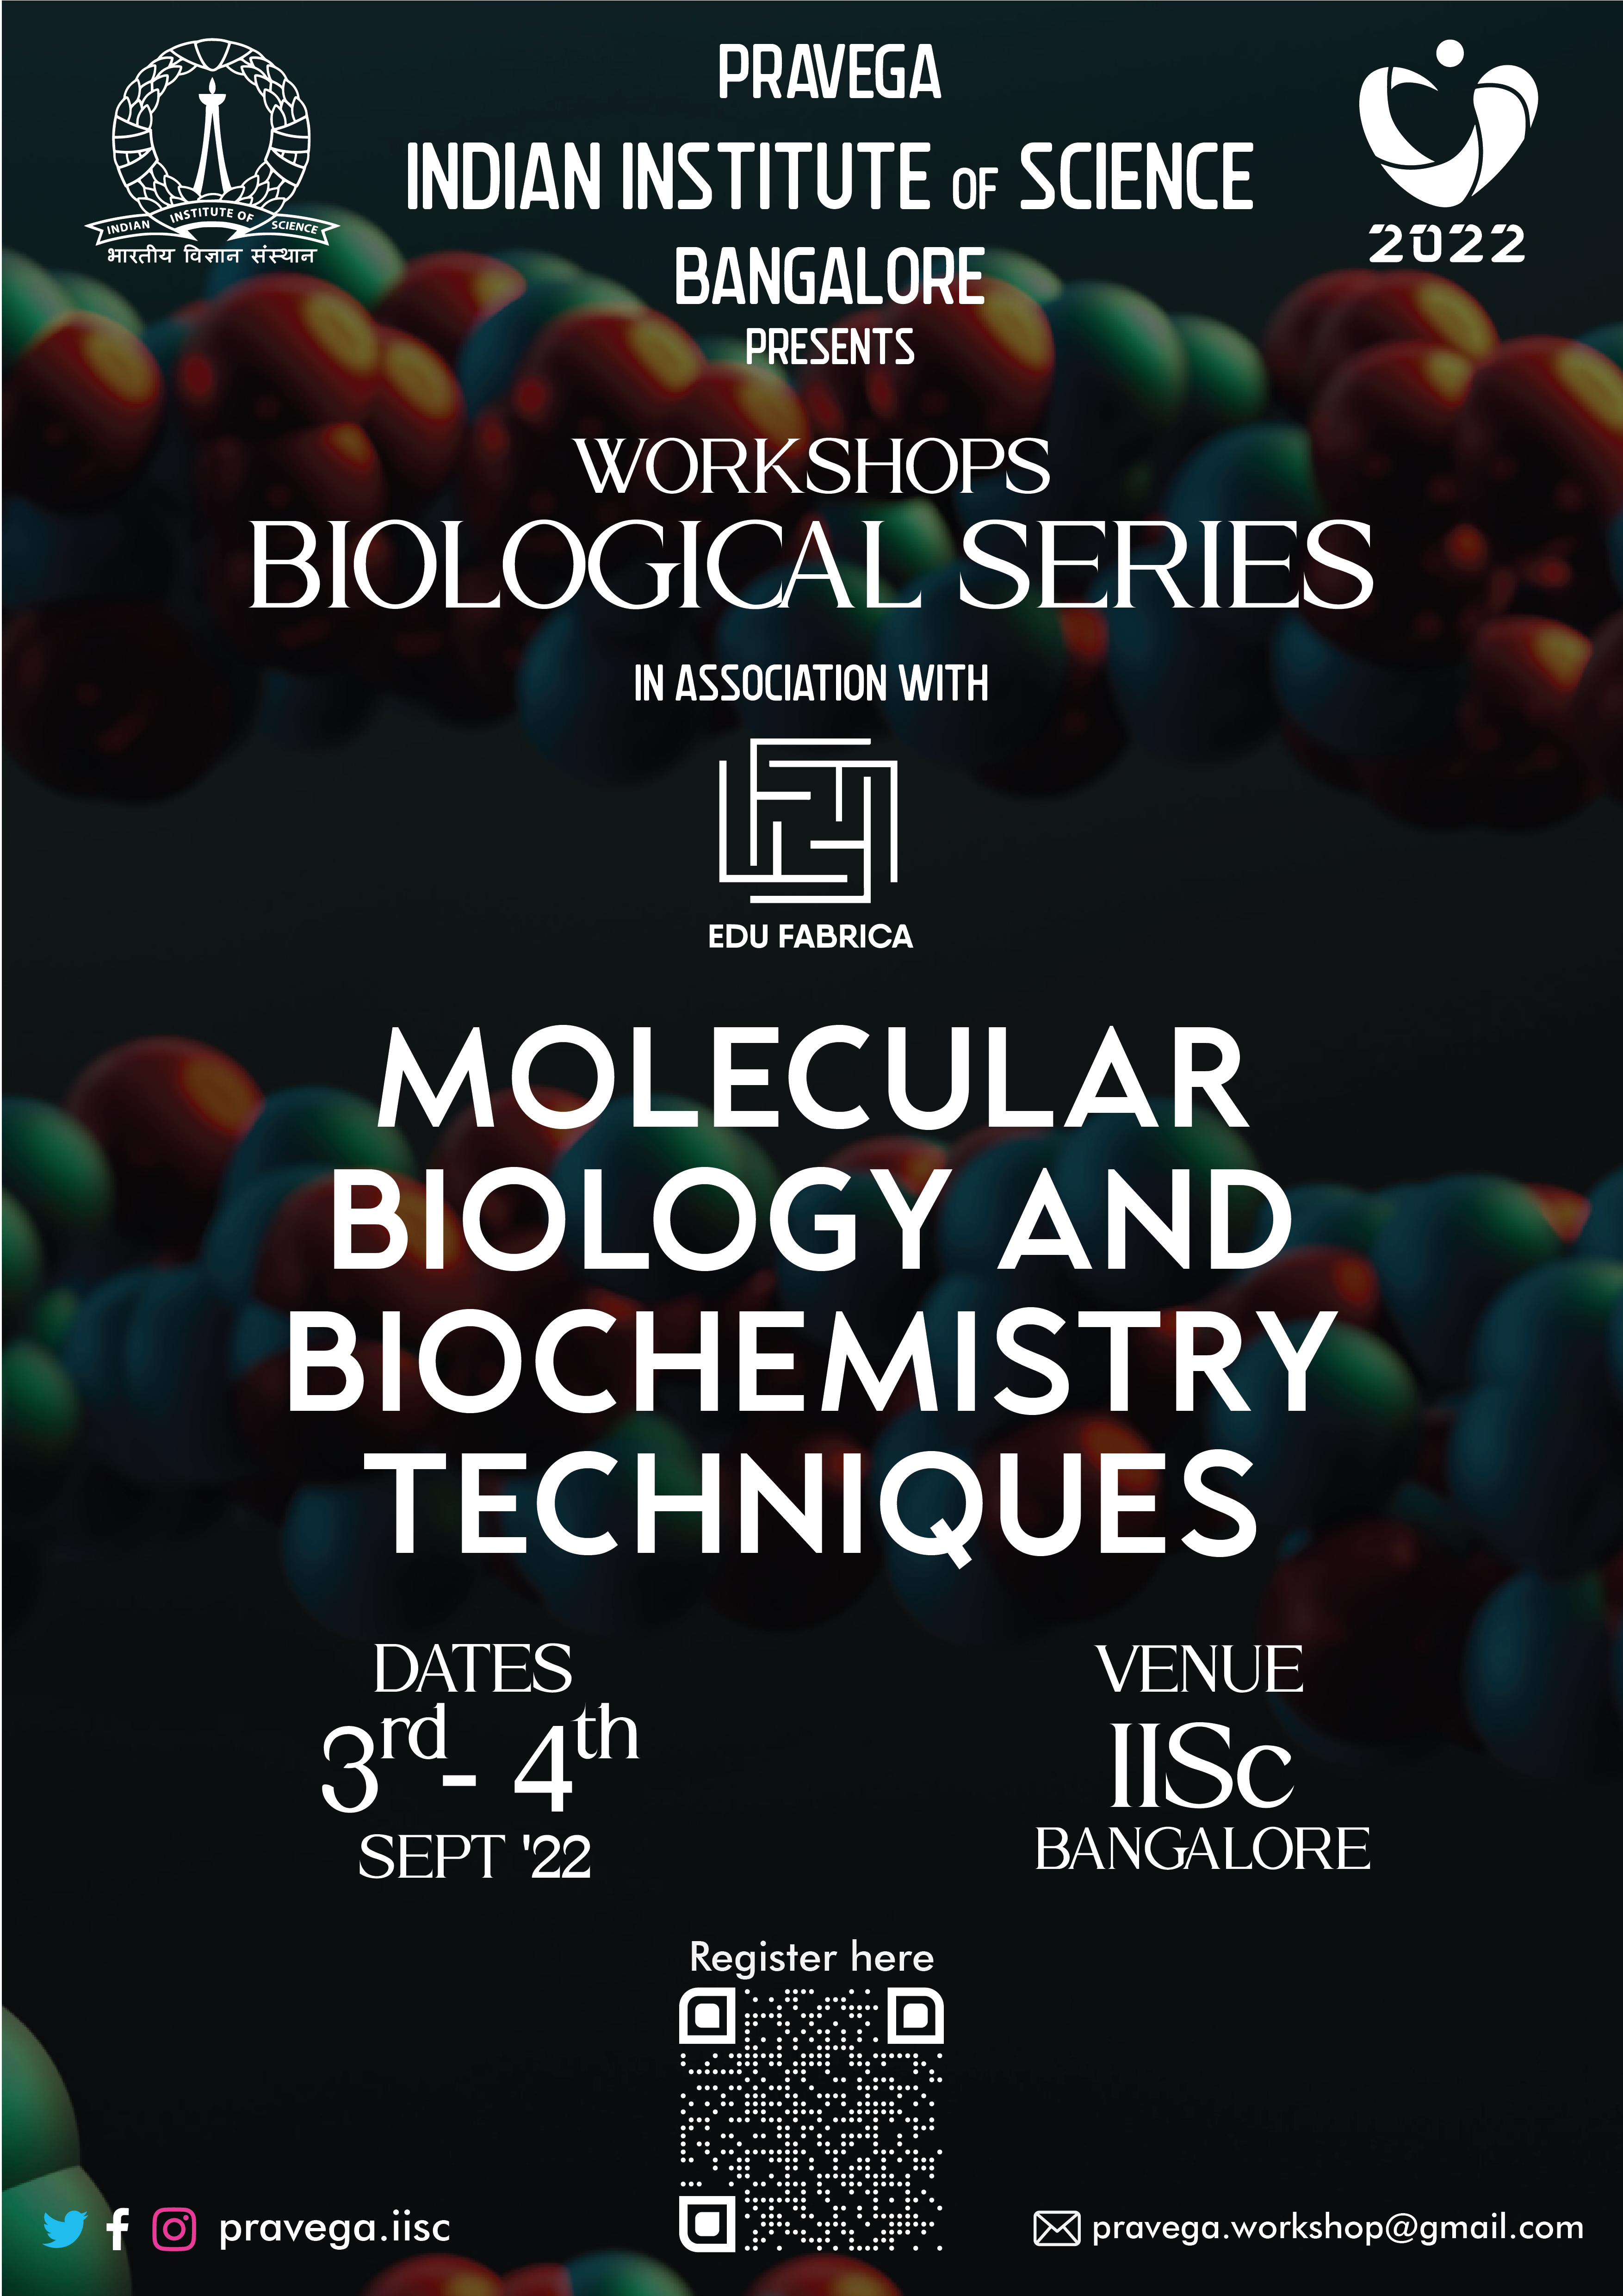 PRAVEGA
INDIAN INSTITUTE OF SCIENCE
BANGALORE
PRESENTS
INDIAN INSTITUTE OF SCIENCE
भारतीय विज्ञान संस्थान
2022
WORKSHOPS
BIOLOGICAL SERIES
IN ASSOCIATION WITH
EDU FABRICA
MOLECULAR
BIOLOGY AND
BIOCHEMISTRY
TECHNIQUES
DATES
3rd- 4th
SEPT '22
VENUE
IISc
BANGALORE
Register here
pravega.iisc
pravega.workshop@gmail.com